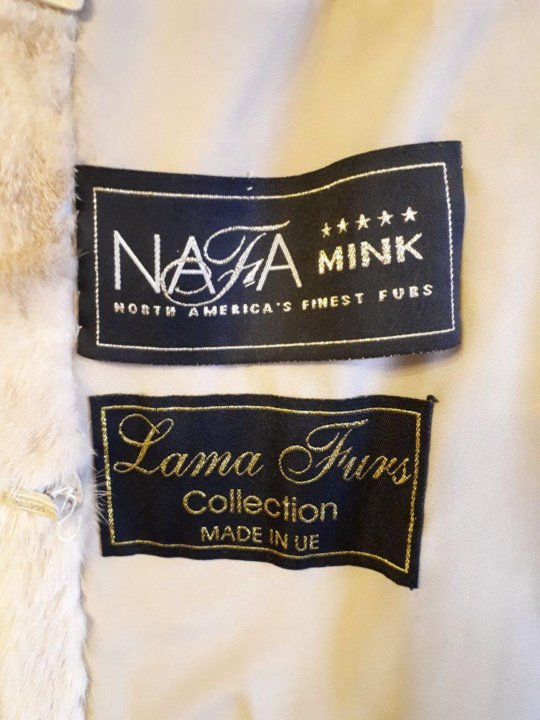 NAFA ★★★★★ MINK
NORTH AMERICA'S FINEST FURS
Lama Furs
Collection
MADE IN UE